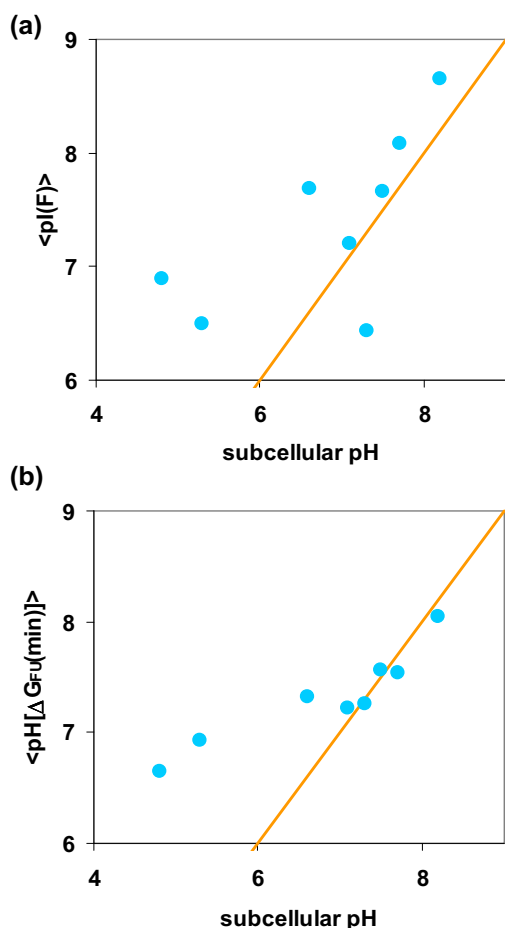 (a)
9
8
7
6
<pI(F)>
4 6 8
subcellular pH
(b)
9
8
7
6
<pH[ΔGFU(min)]>
4 6 8
subcellular pH